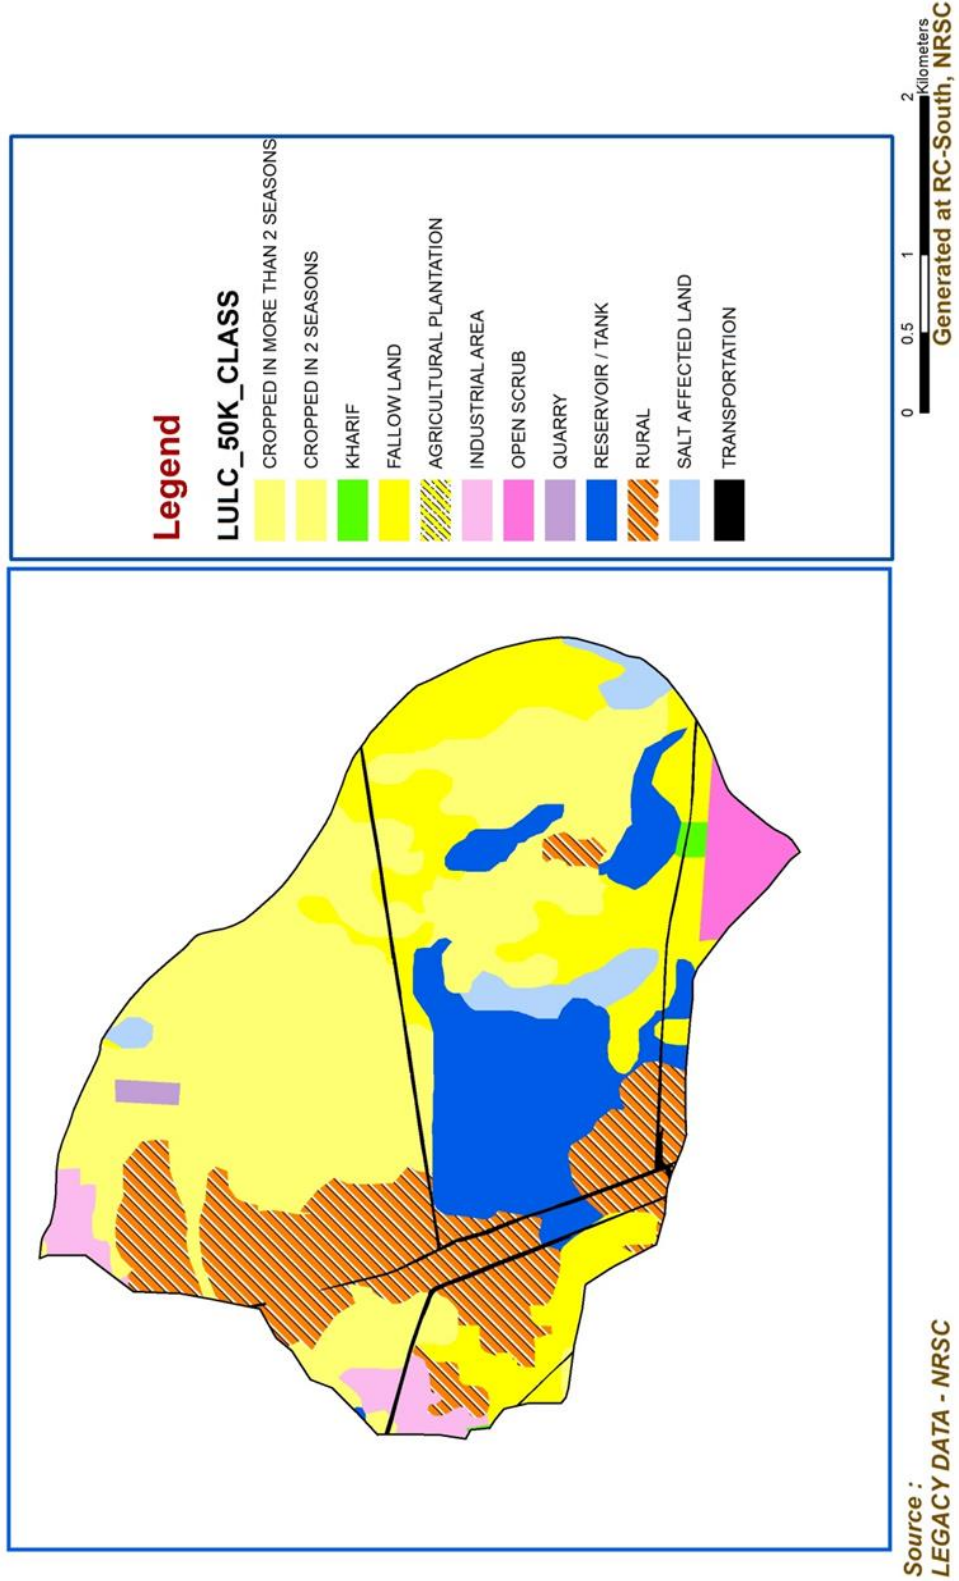 Legend
LULC_50K_CLASS
CROPPED IN MORE THAN 2 SEASONS
CROPPED IN 2 SEASONS
KHARIF
FALLOW LAND
AGRICULTURAL PLANTATION
INDUSTRIAL AREA
OPEN SCRUB
QUARRY
RESERVOIR / TANK
RURAL
SALT AFFECTED LAND
TRANSPORTATION
Source :
LEGACY DATA - NRSC
0 0.5 1 2
Kilometers
Generated at RC-South, NRSC